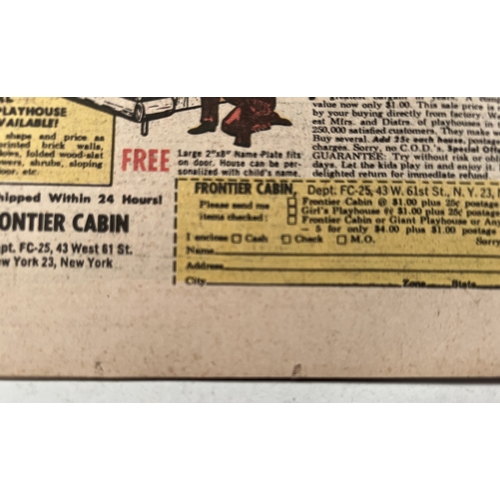 PLAYHOUSE
AVAILABLE!
shape and price as
printed brick walls,
folded wood-slat
shrubs, sloping
door, etc.
FREE
Large 2"x8" Name-Plate fits
on door. House can be per-
sonalized with child's name.
value now only $1.00. This sale price
by your buying directly from factory. W
est Mfrs. and Distrs. of playhouses in
250,000 satisfied customers. They make
Buy several. Add 25c each house, postag
charges. Sorry, no C.O.D.'s. Special Off
GUARANTEE: Try without risk or obl
days. Let the kids play in and enjoy it
delighted return for immediate refund.
hipped Within 24 Hours!
RONTIER CABIN
pt. FC-25, 43 West 61 St.
ew York 23, New York
FRONTIER CABIN, Dept. FC-25, 43 W. 61st St., N. Y. 23,
Please send me
items checked:
□ Frontier Cabin @ $1.00 plus 25c postag
□ Girl's Playhouse @ $1.00 plus 25c post
□ Frontier Cabin or Giant Playhouse or Any
- 5 for only $4.00 plus $1.00 postage
I enclose □ Cash □ Check □ M.O.
Sorry
Name
Address
City Zone State